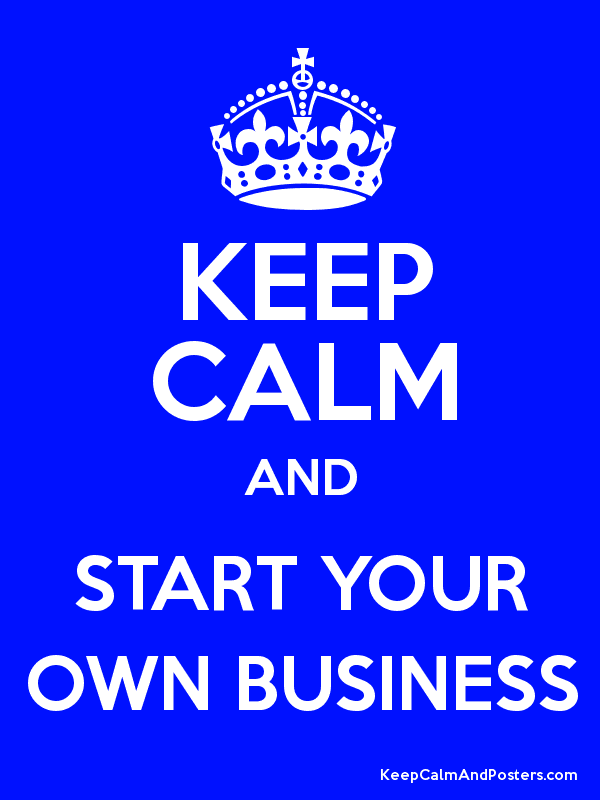 KEEP
CALM
AND
START YOUR
OWN BUSINESS
KeepCalmAndPosters.com